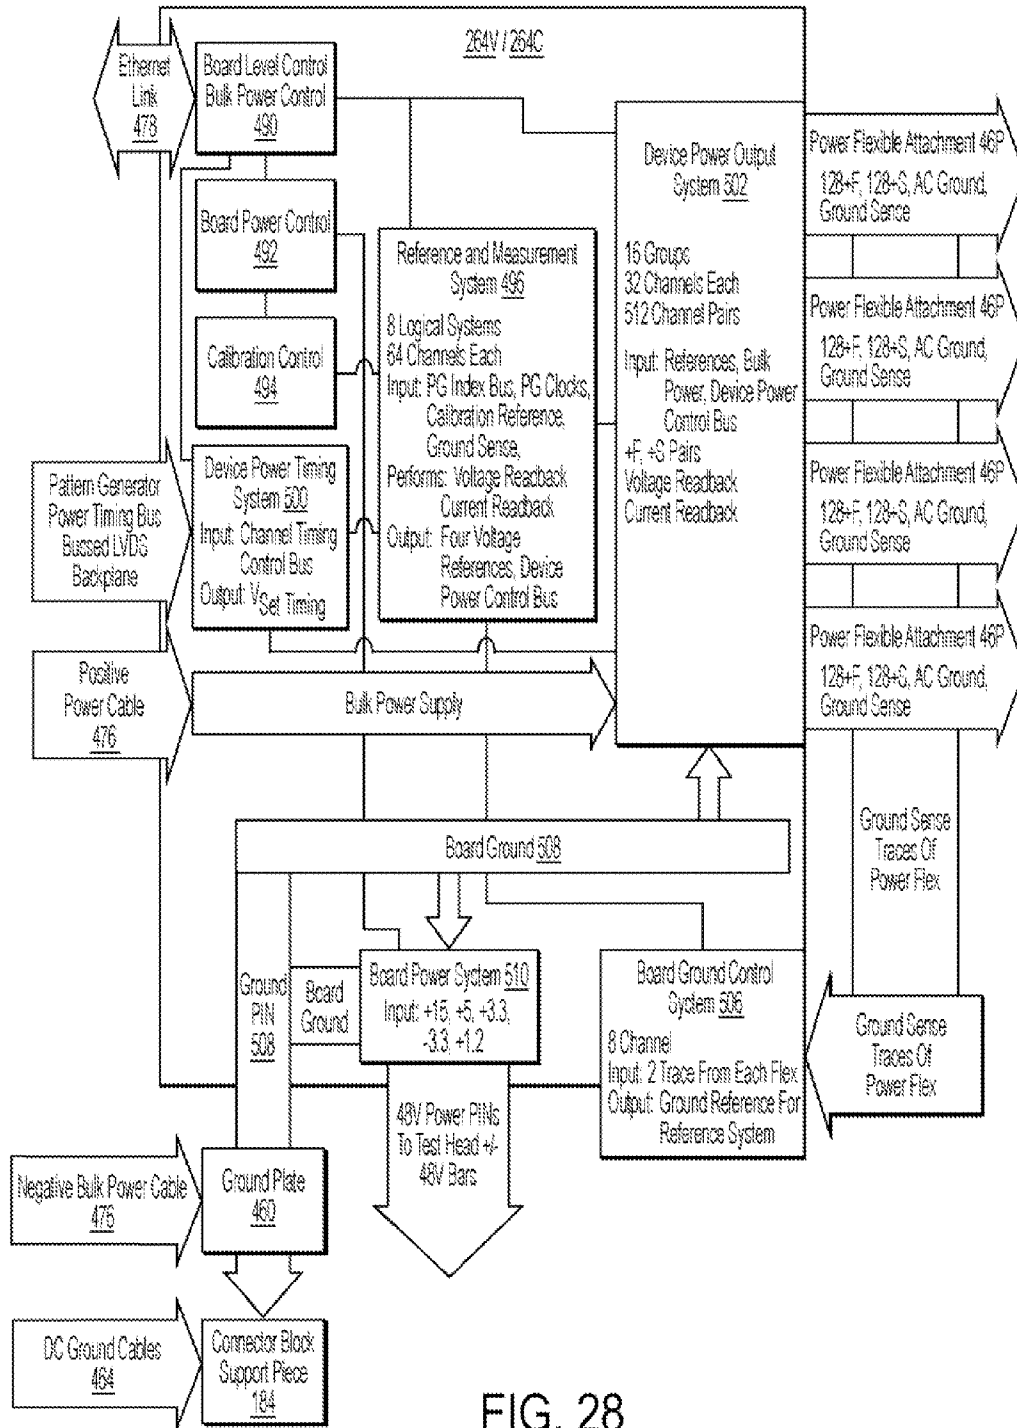 264V / 264C
Ethernet
Link
478
Board Level Control
Bulk Power Control
490
Board Power Control
492
Calibration Control
494
Reference and Measurement
System 496
8 Logical Systems
64 Channels Each
Input: PG Index Bus, PG Clocks,
Calibration Reference,
Ground Sense,
Performs: Voltage Readback
Current Readback
Output: Four Voltage
References, Device
Power Control Bus
Device Power Output
System 502
16 Groups
32 Channels Each
512 Channel Pairs
Input: References, Bulk
Power, Device Power
Control Bus
+F, +S Pairs
Voltage Readback
Current Readback
Power Flexible Attachment 46P
128+F, 128+S, AC Ground,
Ground Sense
Power Flexible Attachment 46P
128+F, 128+S, AC Ground,
Ground Sense
Power Flexible Attachment 46P
128+F, 128+S, AC Ground,
Ground Sense
Power Flexible Attachment 46P
128+F, 128+S, AC Ground,
Ground Sense
Pattern Generator
Power Timing Bus
Bussed LVDS
Backplane
Device Power Timing
System 500
Input: Channel Timing
Control Bus
Output: VSet Timing
Positive
Power Cable
476
Bulk Power Supply
Board Ground 508
Ground Sense
Traces Of
Power Flex
Ground
PIN
508
Board
Ground
Board Power System 510
Input: +15, +5, +3.3,
-3.3, +1.2
Board Ground Control
System 506
8 Channel
Input: 2 Trace From Each Flex
Output: Ground Reference For
Reference System
Ground Sense
Traces Of
Power Flex
48V Power PINs
To Test Head +/-
48V Bars
Negative Bulk Power Cable
476
Ground Plate
460
DC Ground Cables
464
Connector Block
Support Piece
184
FIG. 28